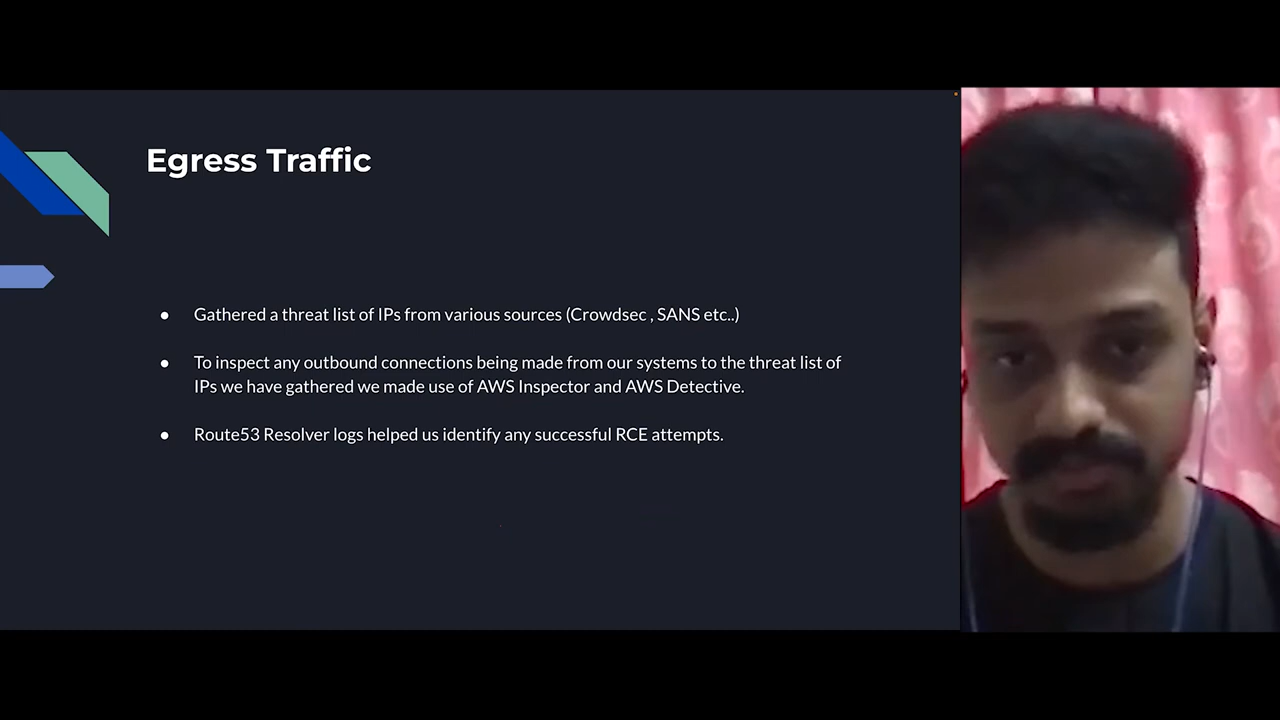 Egress Traffic
● Gathered a threat list of IPs from various sources (Crowdsec , SANS etc..)
● To inspect any outbound connections being made from our systems to the threat list of
IPs we have gathered we made use of AWS Inspector and AWS Detective.
● Route53 Resolver logs helped us identify any successful RCE attempts.